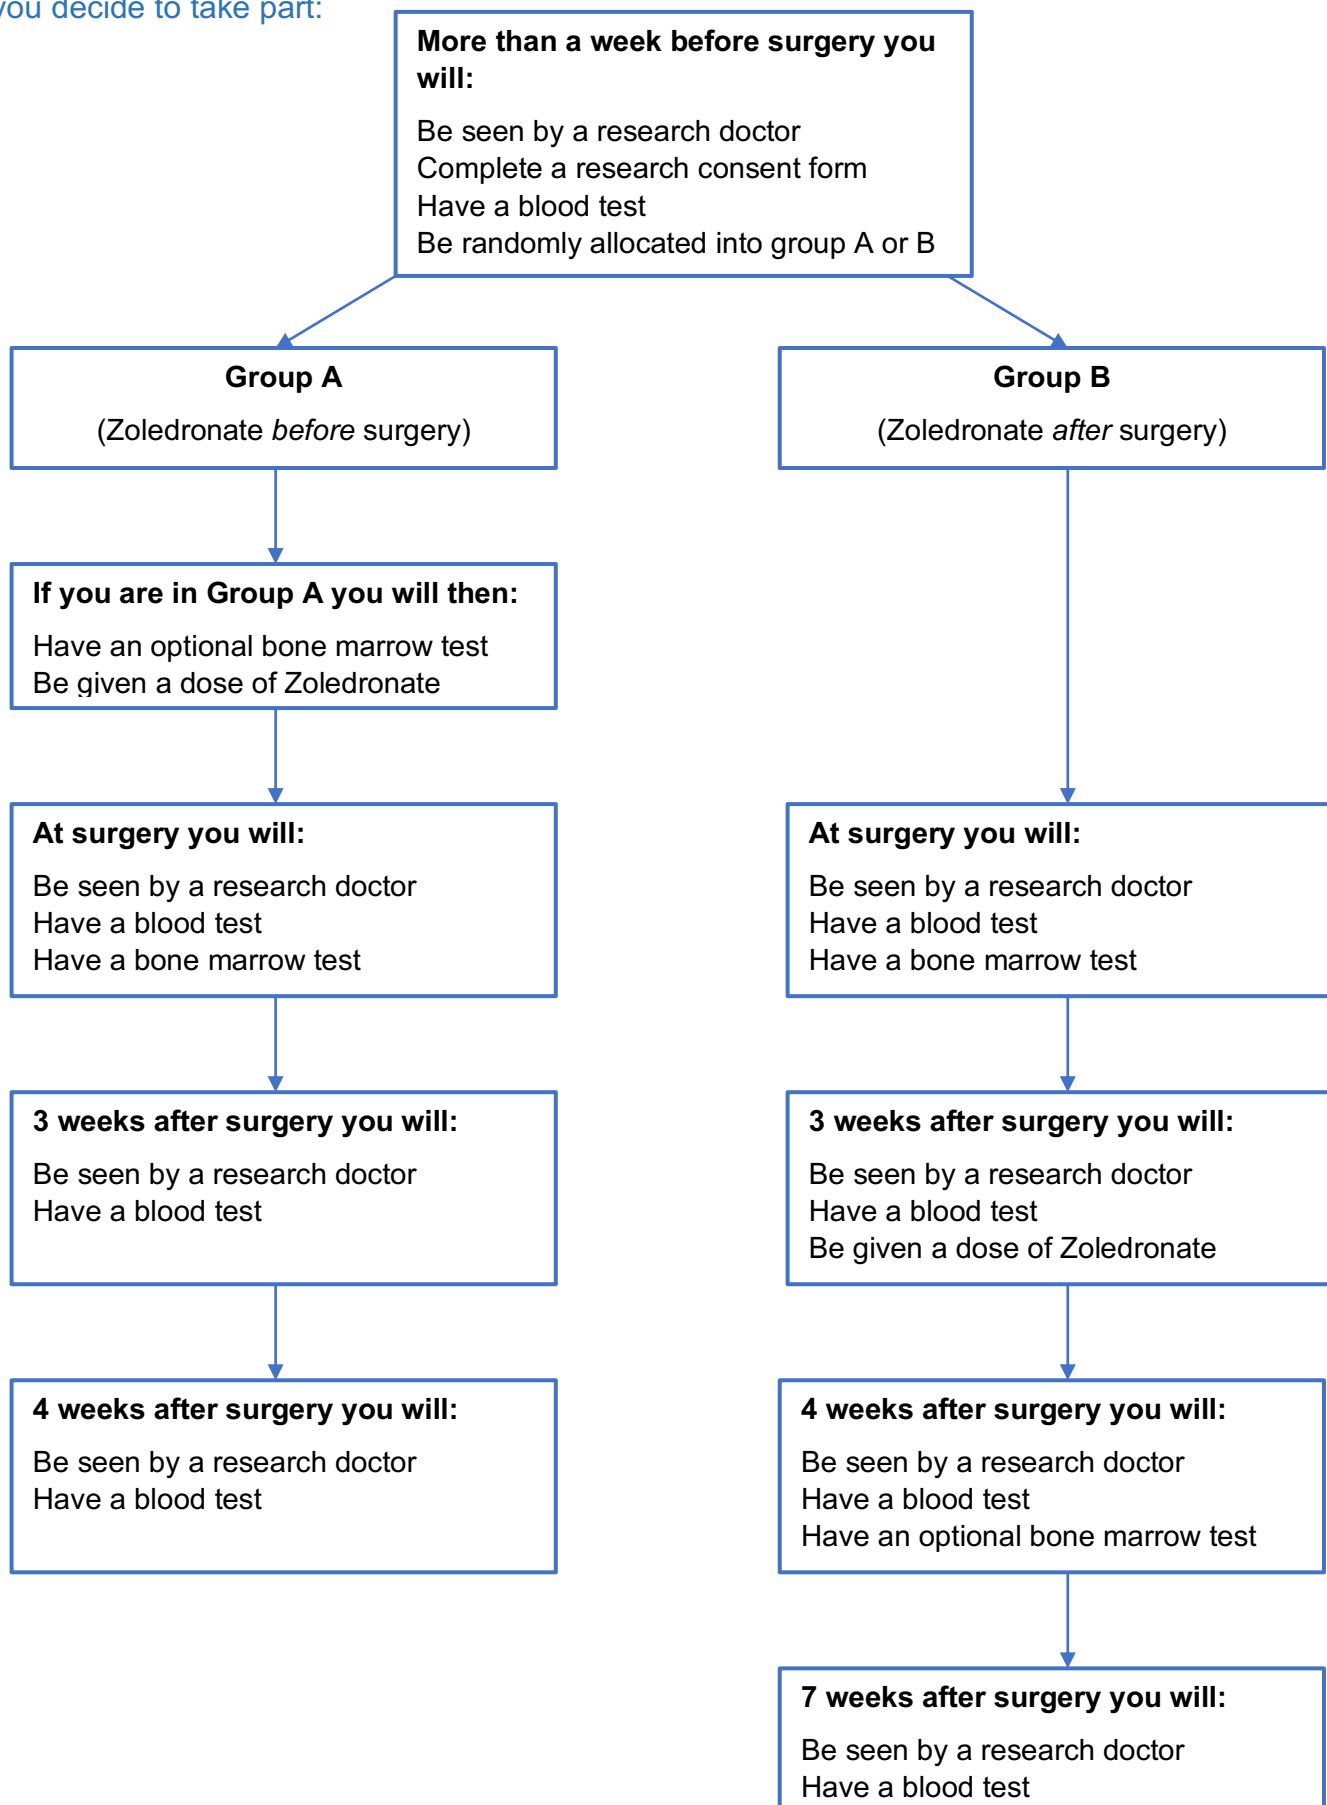 you decide to take part:
More than a week before surgery you
will:
Be seen by a research doctor
Complete a research consent form
Have a blood test
Be randomly allocated into group A or B
Group A
(Zoledronate before surgery)
Group B
(Zoledronate after surgery)
If you are in Group A you will then:
Have an optional bone marrow test
Be given a dose of Zoledronate
At surgery you will:
Be seen by a research doctor
Have a blood test
Have a bone marrow test
At surgery you will:
Be seen by a research doctor
Have a blood test
Have a bone marrow test
3 weeks after surgery you will:
Be seen by a research doctor
Have a blood test
3 weeks after surgery you will:
Be seen by a research doctor
Have a blood test
Be given a dose of Zoledronate
4 weeks after surgery you will:
Be seen by a research doctor
Have a blood test
4 weeks after surgery you will:
Be seen by a research doctor
Have a blood test
Have an optional bone marrow test
7 weeks after surgery you will:
Be seen by a research doctor
Have a blood test